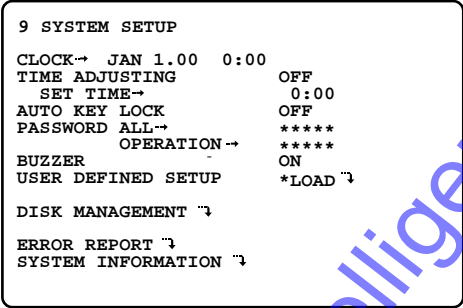 9 SYSTEM SETUP
CLOCK→ JAN 1.00 0:00
TIME ADJUSTING OFF
SET TIME→ 0:00
AUTO KEY LOCK OFF
PASSWORD ALL→ *****
OPERATION→ *****
BUZZER ON
USER DEFINED SETUP *LOAD ↴
DISK MANAGEMENT ↴
ERROR REPORT ↴
SYSTEM INFORMATION ↴